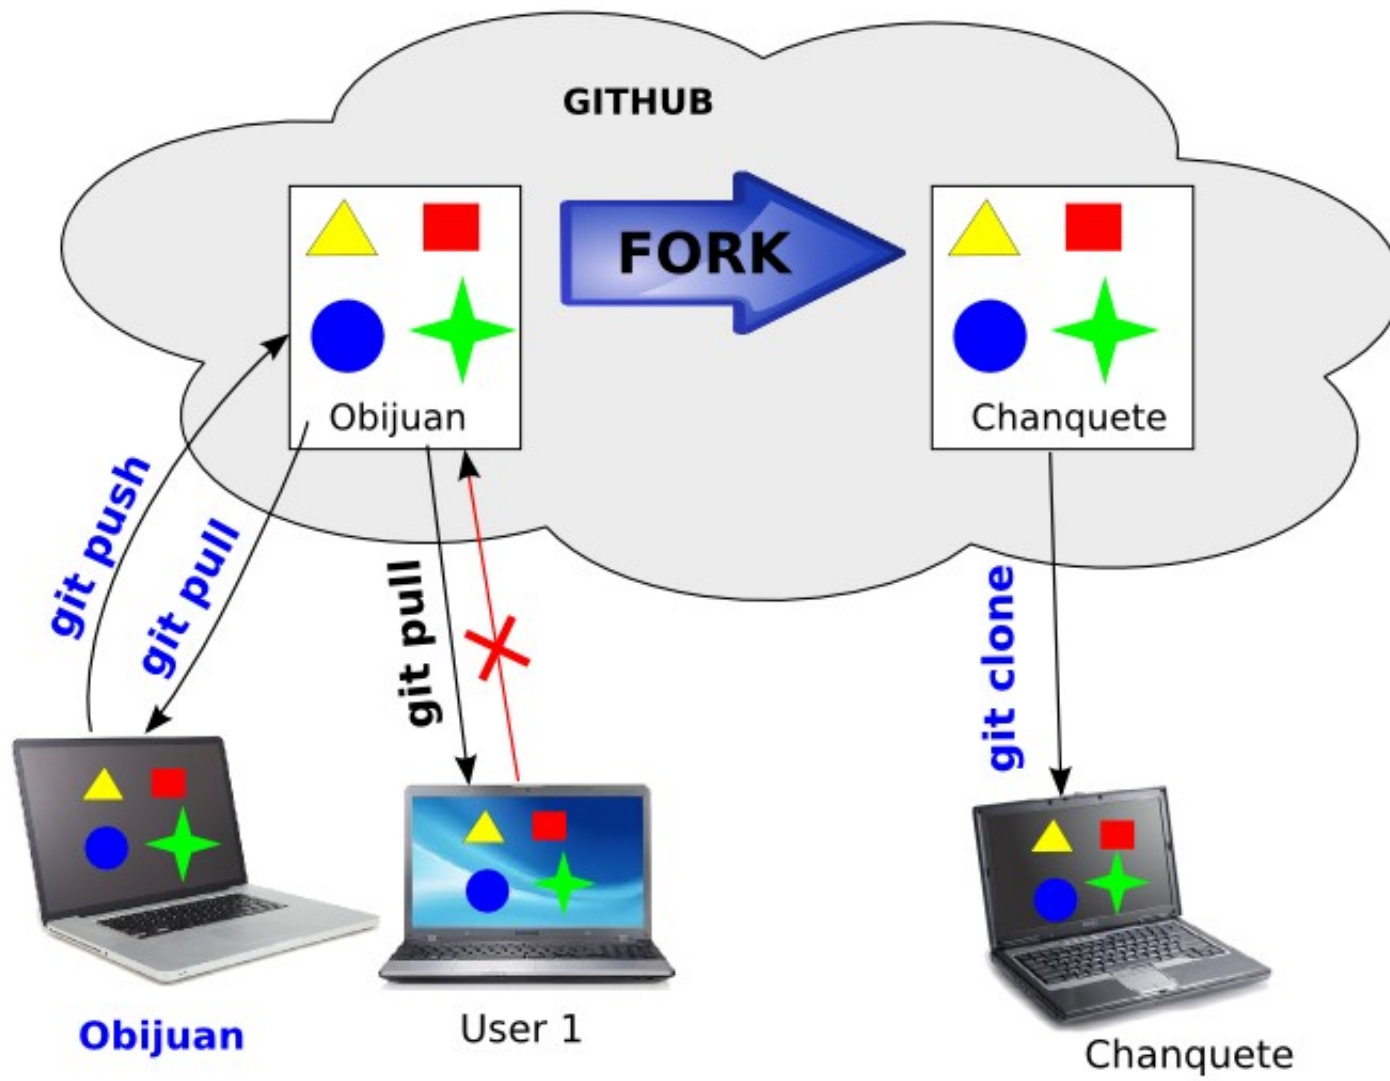 GITHUB
FORK
Obijuan
Chanquete
git push
git pull
git pull
git clone
Obijuan
User 1
Chanquete